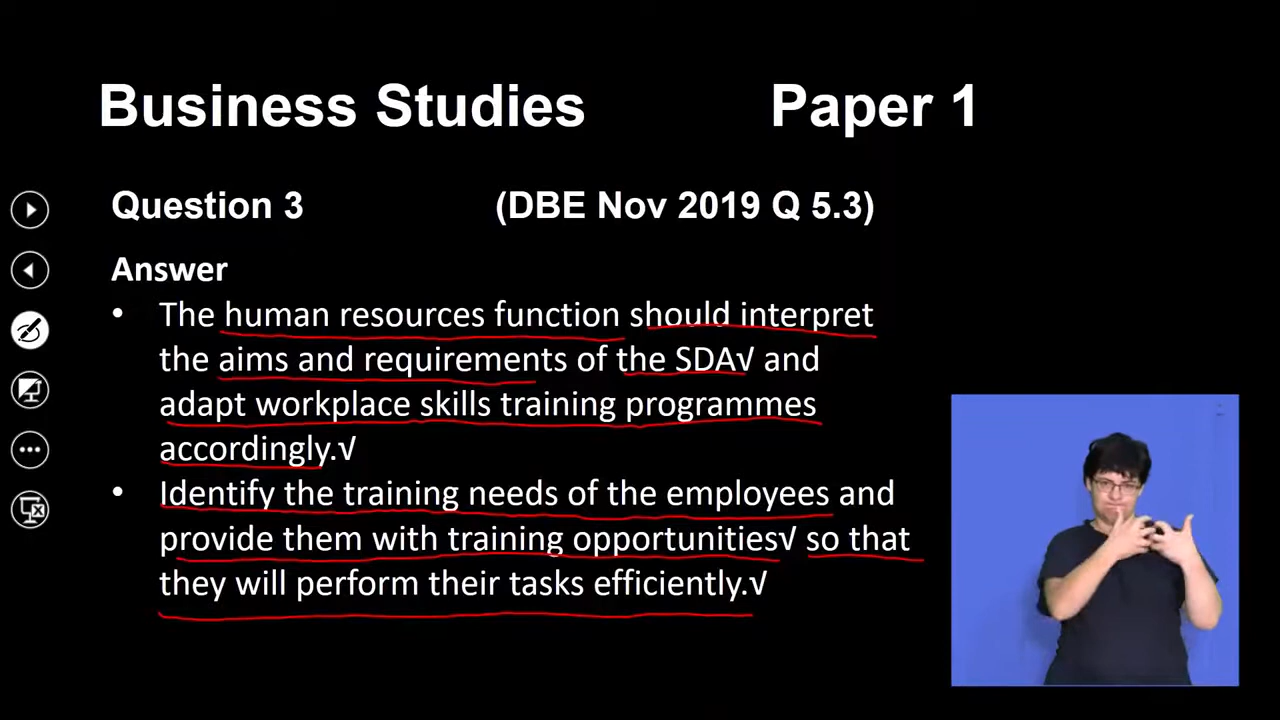 Business Studies Paper 1
Question 3 (DBE Nov 2019 Q 5.3)
Answer
• The human resources function should interpret
the aims and requirements of the SDA√ and
adapt workplace skills training programmes
accordingly.√
• Identify the training needs of the employees and
provide them with training opportunities√ so that
they will perform their tasks efficiently.√